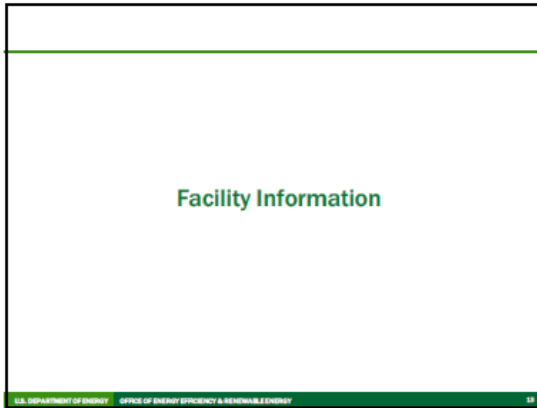 Facility Information
U.S. DEPARTMENT OF ENERGY OFFICE OF ENERGY EFFICIENCY & RENEWABLE ENERGY